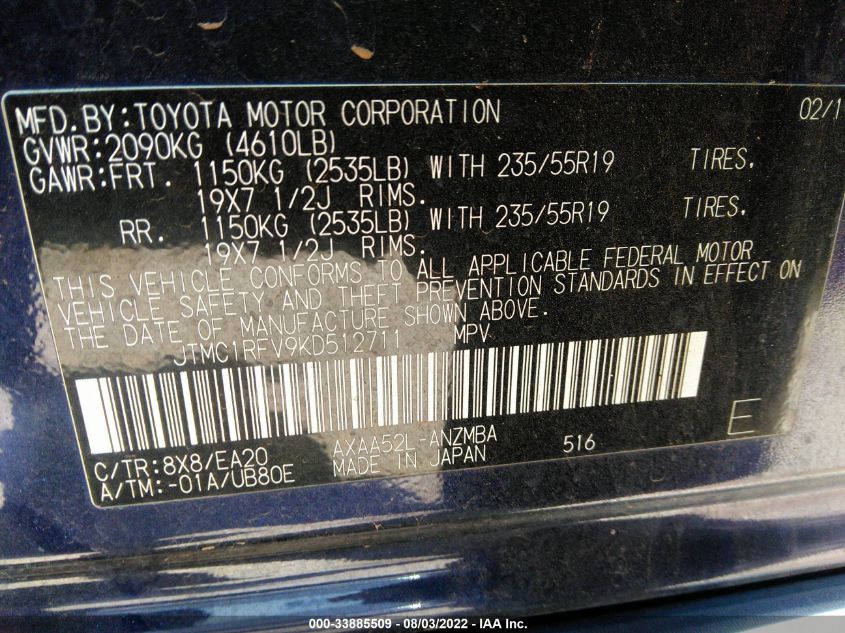 MFD.BY:TOYOTA MOTOR CORPORATION 02/1
GVWR:2090KG (4610LB)
GAWR:FRT. 1150KG (2535LB) WITH 235/55R19 TIRES.
19X7 1/2J RIMS.
RR. 1150KG (2535LB) WITH 235/55R19 TIRES.
19X7 1/2J RIMS.
THIS VEHICLE CONFORMS TO ALL APPLICABLE FEDERAL MOTOR
VEHICLE SAFETY AND THEFT PREVENTION STANDARDS IN EFFECT ON
THE DATE OF MANUFACTURE SHOWN ABOVE.
JTMC1RFV9KD512711 MPV
C/TR:8X8/EA20 AXAA52L-ANZMBA 516 E
A/TM:-01A/UB80E MADE IN JAPAN
000-33885509 - 08/03/2022 - IAA Inc.